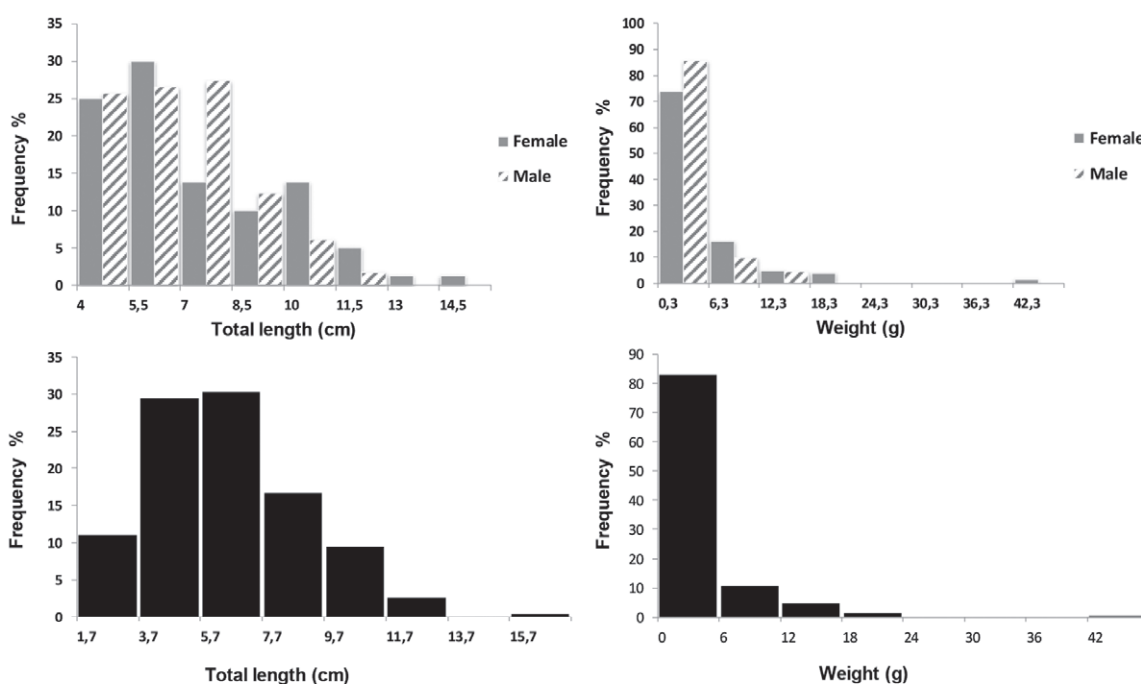 35
30
25
20
15
10
5
0
Frequency %
4 5,5 7 8,5 10 11,5 13 14,5
Total length (cm)
Female
Male
100
90
80
70
60
50
40
30
20
10
0
Frequency %
0,3 6,3 12,3 18,3 24,3 30,3 36,3 42,3
Weight (g)
Female
Male
35
30
25
20
15
10
5
0
Frequency %
1,7 3,7 5,7 7,7 9,7 11,7 13,7 15,7
Total length (cm)
90
80
70
60
50
40
30
20
10
0
Frequency %
0 6 12 18 24 30 36 42
Weight (g)